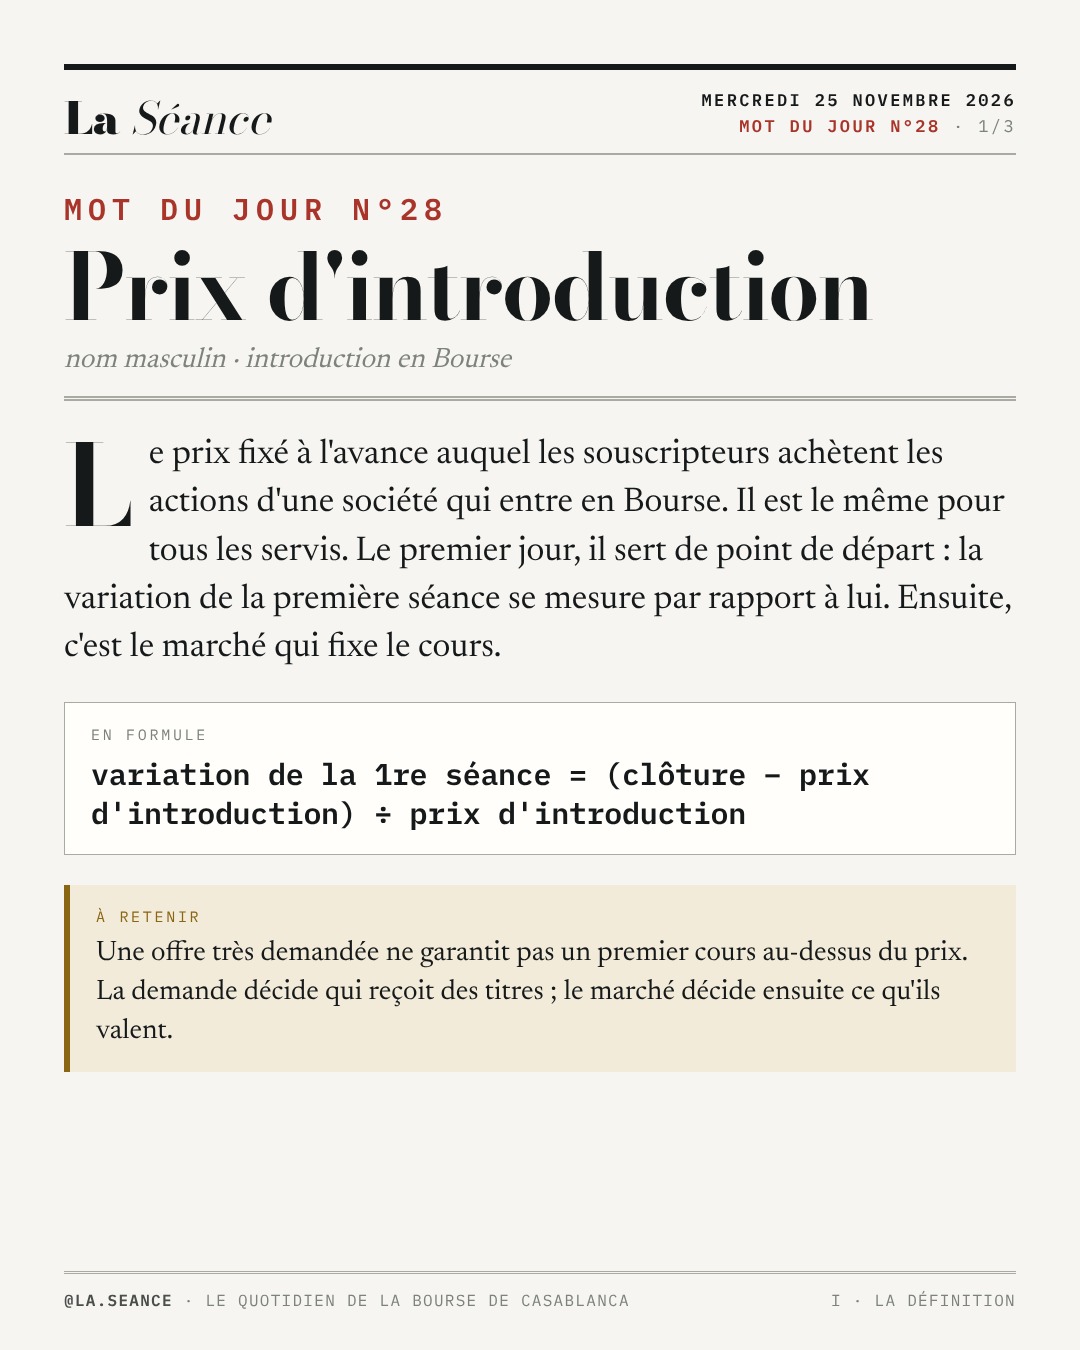 La Séance
MERCREDI 25 NOVEMBRE 2026
MOT DU JOUR N°28 · 1/3
MOT DU JOUR N°28
Prix d'introduction
nom masculin · introduction en Bourse
Le prix fixé à l'avance auquel les souscripteurs achètent les
actions d'une société qui entre en Bourse. Il est le même pour
tous les servis. Le premier jour, il sert de point de départ : la
variation de la première séance se mesure par rapport à lui. Ensuite,
c'est le marché qui fixe le cours.
EN FORMULE
variation de la 1re séance = (clôture − prix
d'introduction) ÷ prix d'introduction
À RETENIR
Une offre très demandée ne garantit pas un premier cours au-dessus du prix.
La demande décide qui reçoit des titres ; le marché décide ensuite ce qu'ils
valent.
@LA.SEANCE · LE QUOTIDIEN DE LA BOURSE DE CASABLANCA
I · LA DÉFINITION